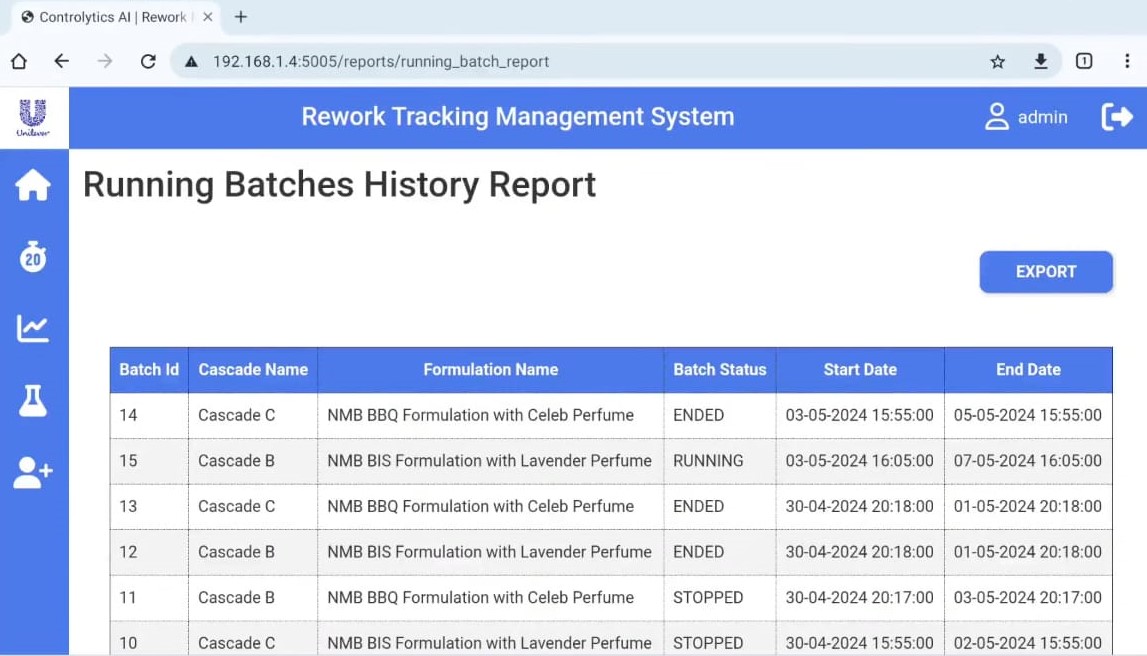 Controlytics AI | Rework
192.168.1.4:5005/reports/running_batch_report
1
Unilever
Rework Tracking Management System
admin
Running Batches History Report
20
EXPORT
Batch Id Cascade Name Formulation Name Batch Status Start Date End Date
14 Cascade C NMB BBQ Formulation with Celeb Perfume ENDED 03-05-2024 15:55:00 05-05-2024 15:55:00
15 Cascade B NMB BIS Formulation with Lavender Perfume RUNNING 03-05-2024 16:05:00 07-05-2024 16:05:00
13 Cascade C NMB BBQ Formulation with Celeb Perfume ENDED 30-04-2024 20:18:00 01-05-2024 20:18:00
12 Cascade B NMB BIS Formulation with Lavender Perfume ENDED 30-04-2024 20:18:00 01-05-2024 20:18:00
11 Cascade B NMB BBQ Formulation with Celeb Perfume STOPPED 30-04-2024 20:17:00 03-05-2024 20:17:00
10 Cascade C NMB BIS Formulation with Lavender Perfume STOPPED 30-04-2024 15:55:00 02-05-2024 15:55:00